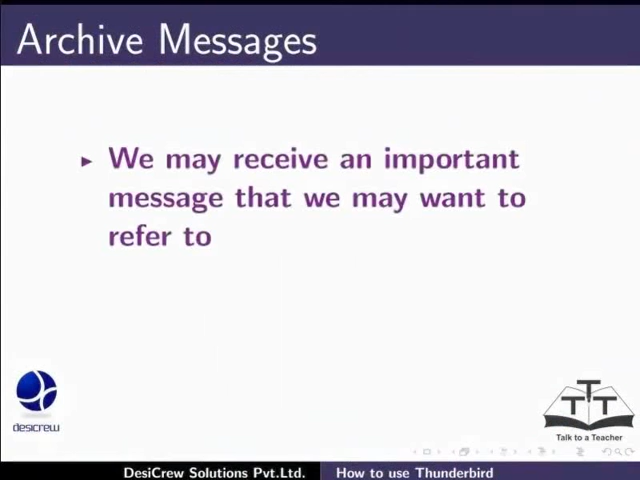 Archive Messages
▶ We may receive an important
message that we may want to
refer to
desicrew
TTT
Talk to a Teacher
DesiCrew Solutions Pvt.Ltd. How to use Thunderbird